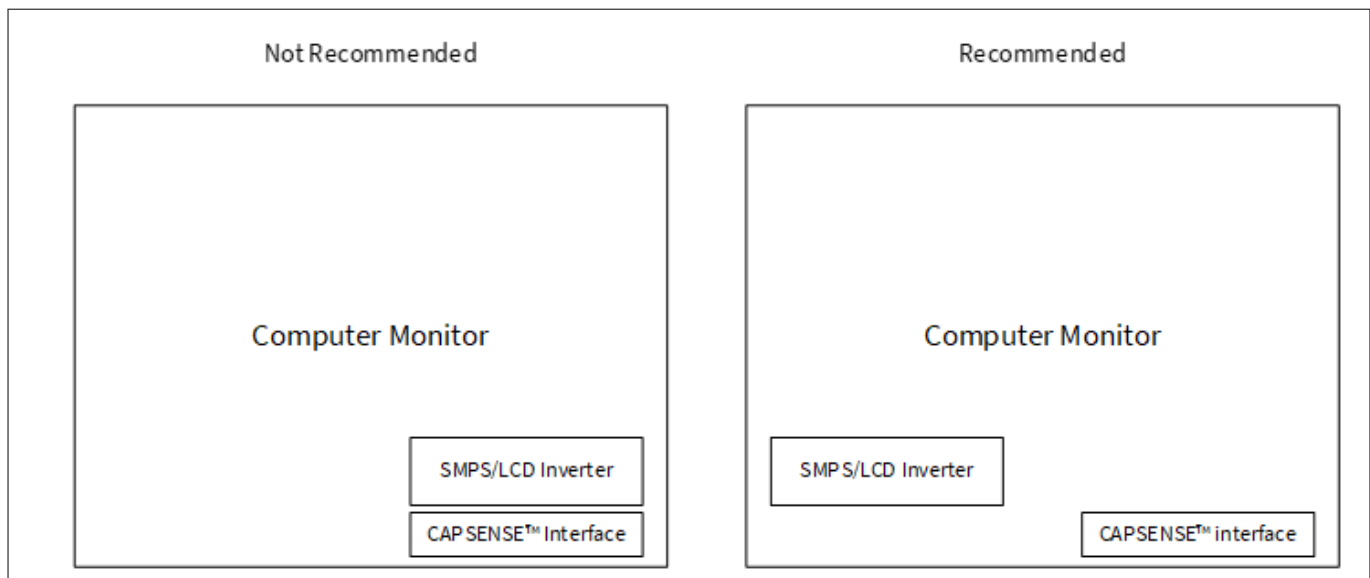 Not Recommended
Recommended
Computer Monitor
Computer Monitor
SMPS/LCD Inverter
CAPSENSE™ Interface
SMPS/LCD Inverter
CAPSENSE™ interface